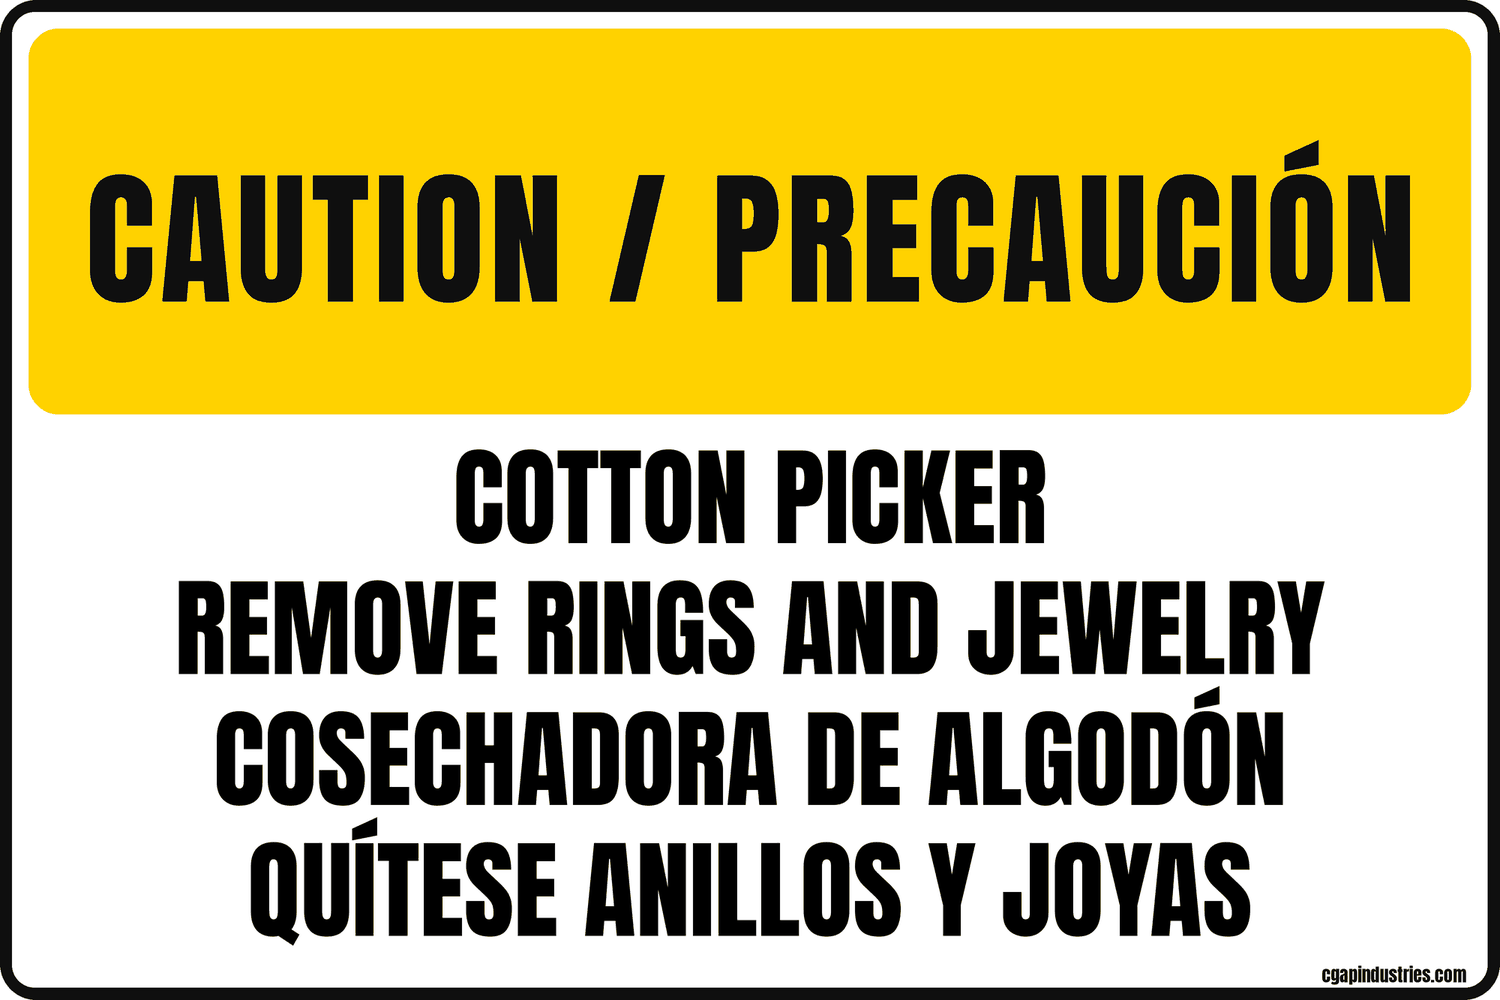 CAUTION / PRECAUCIÓN
COTTON PICKER
REMOVE RINGS AND JEWELRY
COSECHADORA DE ALGODÓN
QUÍTESE ANILLOS Y JOYAS
cgapindustries.com